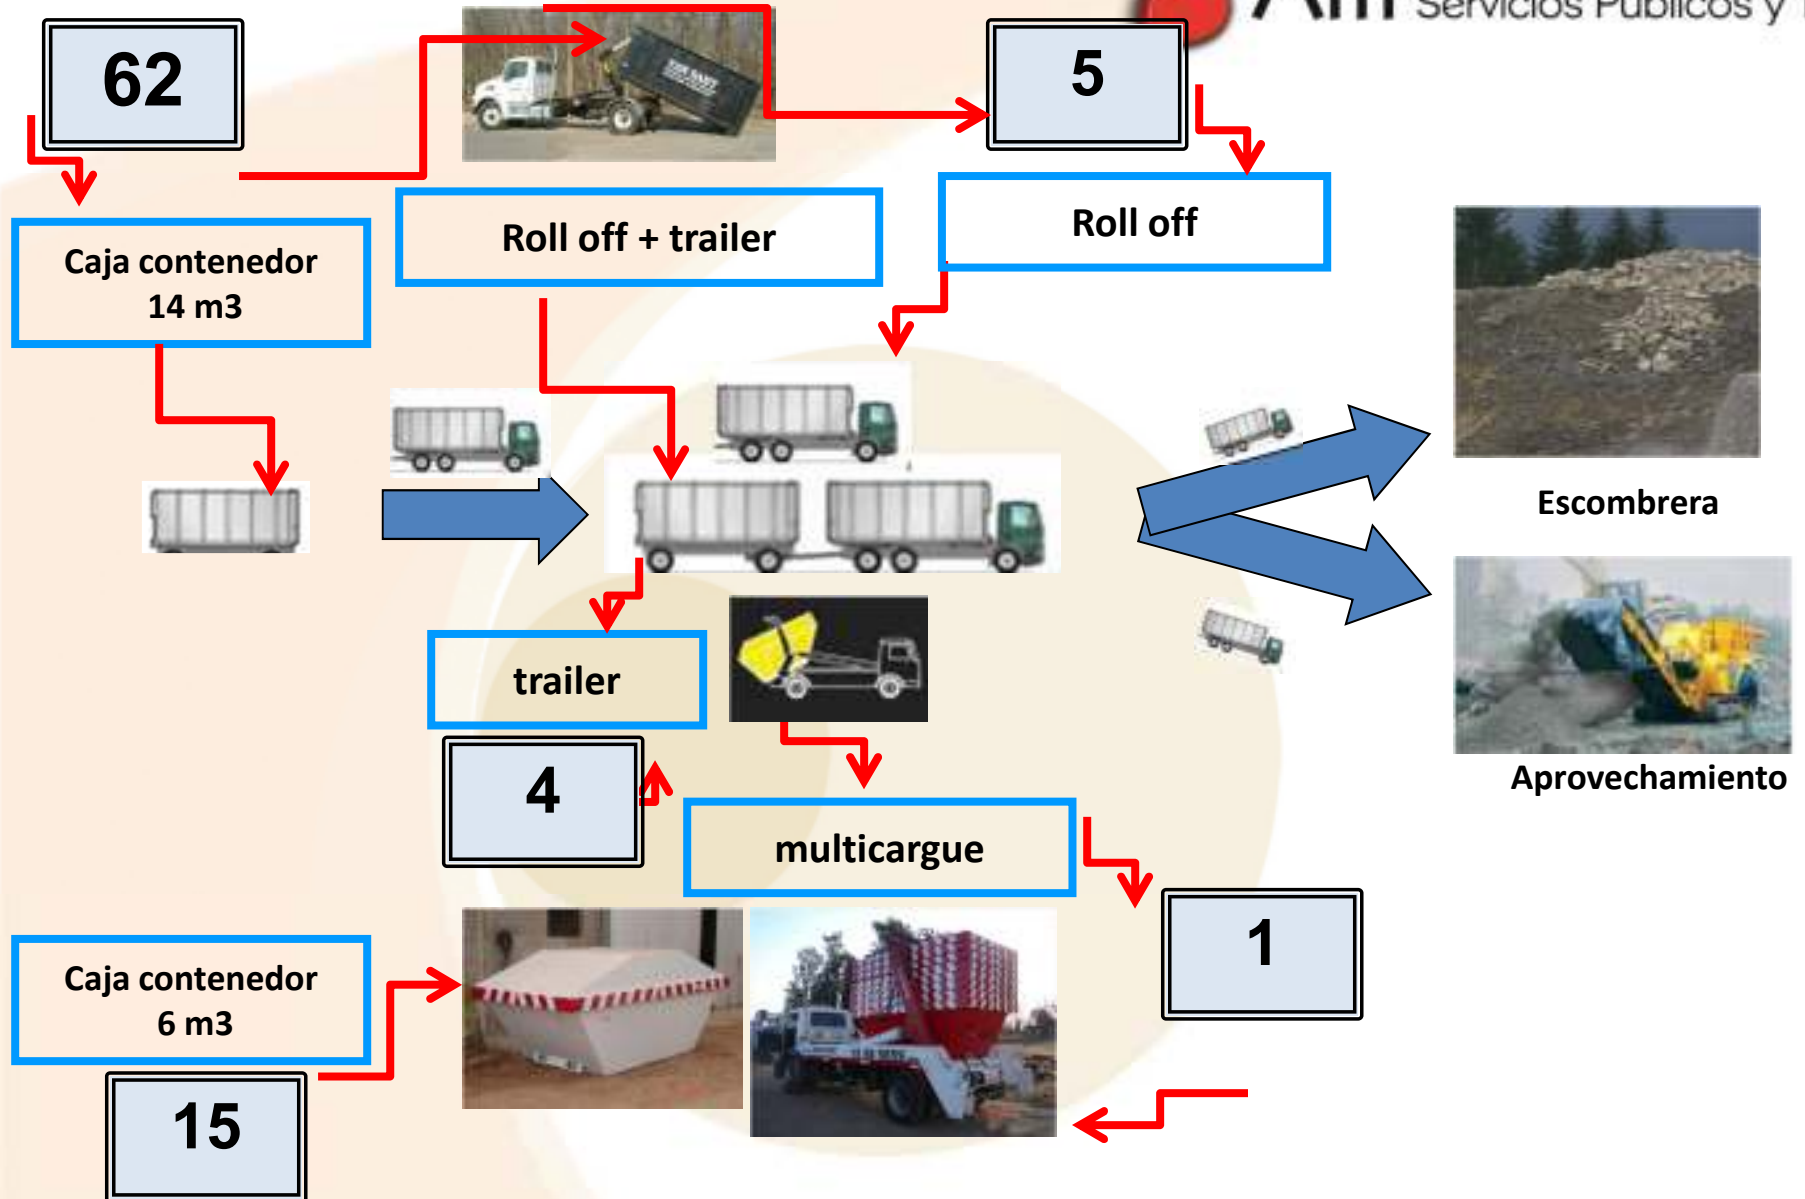 Servicios Públicos y
62
5
Roll off + trailer
Roll off
Caja contenedor
14 m3
Escombrera
trailer
Aprovechamiento
4
multicargue
1
Caja contenedor
6 m3
15